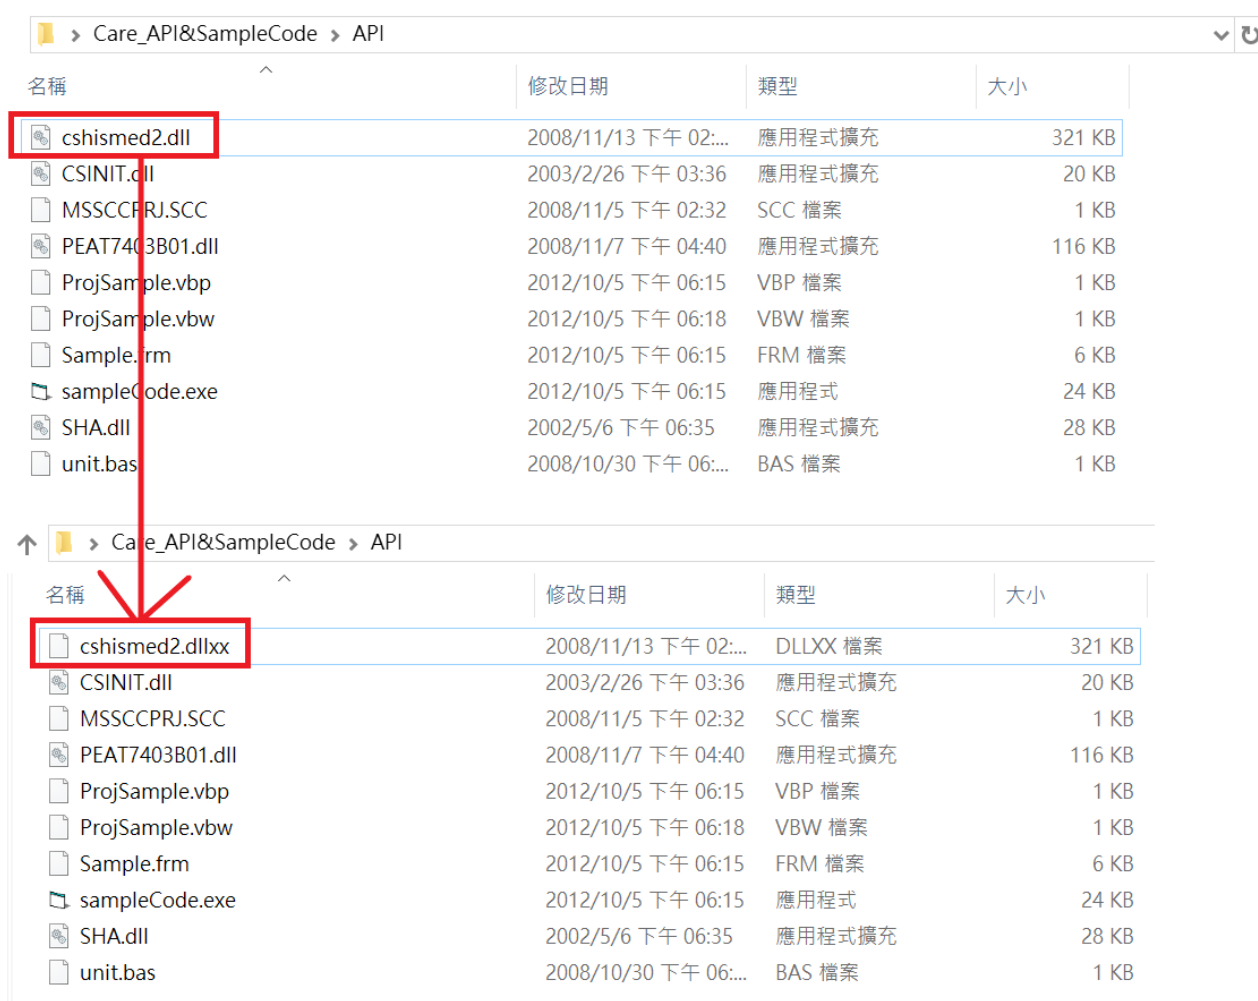 Care_API&SampleCode > API
名稱 修改日期 類型 大小
cshismed2.dll 2008/11/13 下午 02:... 應用程式擴充 321 KB
CSINIT.dll 2003/2/26 下午 03:36 應用程式擴充 20 KB
MSSCCPRJ.SCC 2008/11/5 下午 02:32 SCC 檔案 1 KB
PEAT7403B01.dll 2008/11/7 下午 04:40 應用程式擴充 116 KB
ProjSample.vbp 2012/10/5 下午 06:15 VBP 檔案 1 KB
ProjSample.vbw 2012/10/5 下午 06:18 VBW 檔案 1 KB
Sample.frm 2012/10/5 下午 06:15 FRM 檔案 6 KB
sampleCode.exe 2012/10/5 下午 06:15 應用程式 24 KB
SHA.dll 2002/5/6 下午 06:35 應用程式擴充 28 KB
unit.bas 2008/10/30 下午 06:... BAS 檔案 1 KB
Care_API&SampleCode > API
名稱 修改日期 類型 大小
cshismed2.dllxx 2008/11/13 下午 02:... DLLXX 檔案 321 KB
CSINIT.dll 2003/2/26 下午 03:36 應用程式擴充 20 KB
MSSCCPRJ.SCC 2008/11/5 下午 02:32 SCC 檔案 1 KB
PEAT7403B01.dll 2008/11/7 下午 04:40 應用程式擴充 116 KB
ProjSample.vbp 2012/10/5 下午 06:15 VBP 檔案 1 KB
ProjSample.vbw 2012/10/5 下午 06:18 VBW 檔案 1 KB
Sample.frm 2012/10/5 下午 06:15 FRM 檔案 6 KB
sampleCode.exe 2012/10/5 下午 06:15 應用程式 24 KB
SHA.dll 2002/5/6 下午 06:35 應用程式擴充 28 KB
unit.bas 2008/10/30 下午 06:... BAS 檔案 1 KB